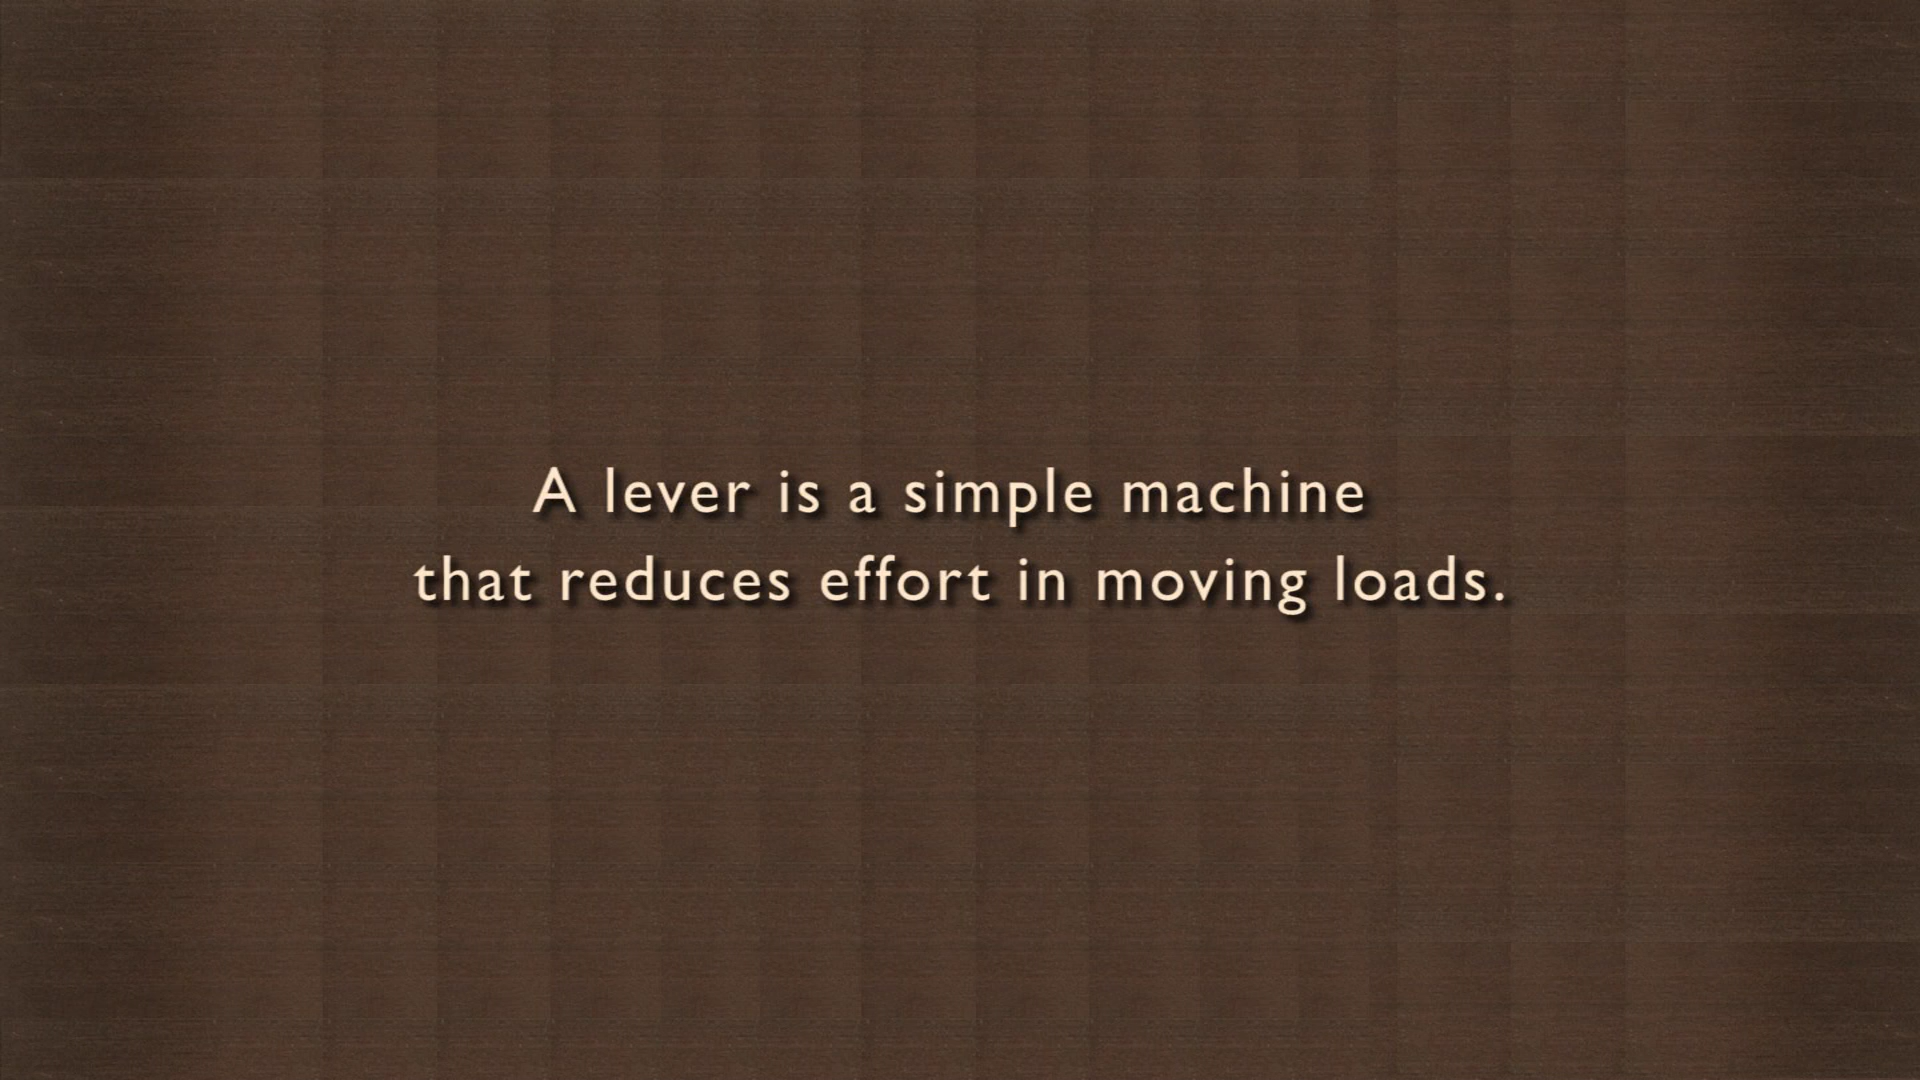 A lever is a simple machine
that reduces effort in moving loads.